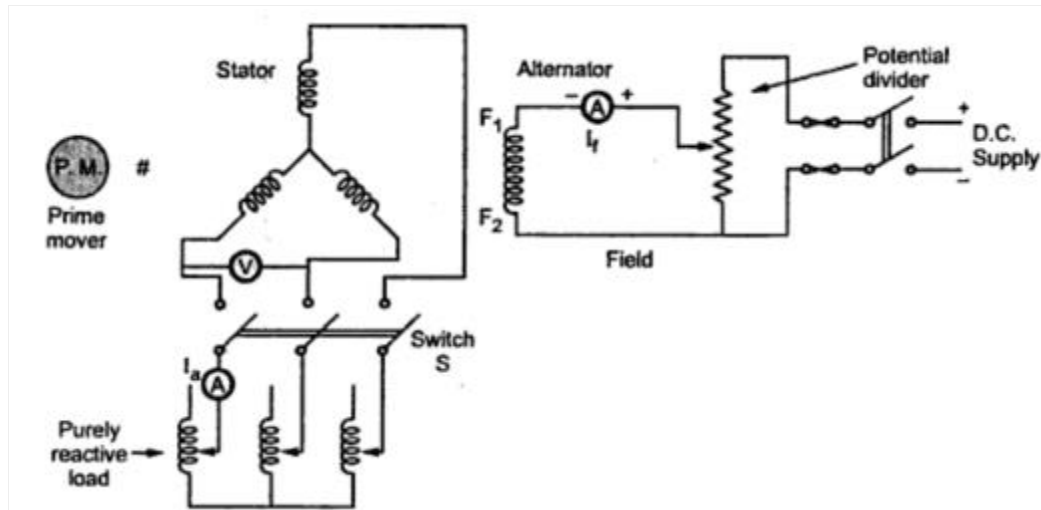 Stator
Alternator
Potential
divider
– A +
F1
If
+
D.C.
Supply
–
P. M. #
Prime
mover
F2
Field
V
Switch
S
Ia
A
Purely
reactive
load